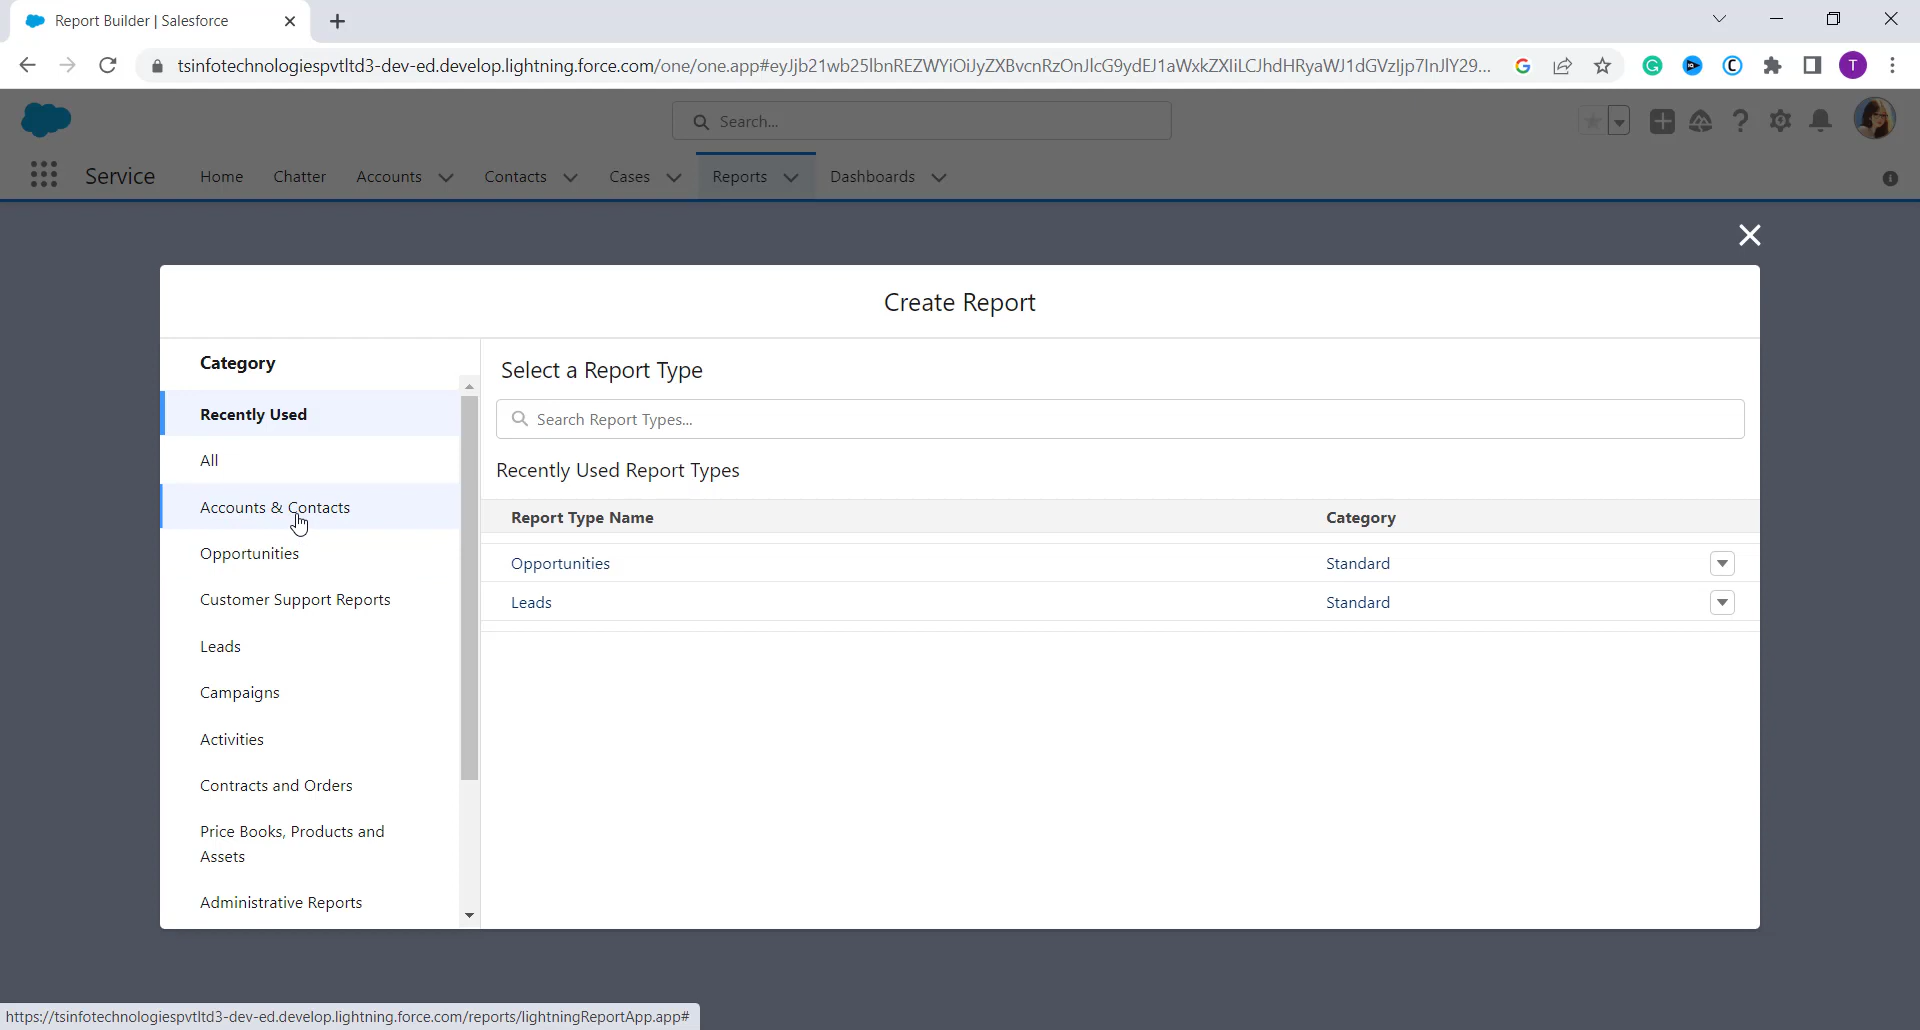 Report Builder | Salesforce
tsinfotechnologiespvtltd3-dev-ed.develop.lightning.force.com/one/one.app#eyJjb21wb25lbnREZWYiOiJyZXBvcnRzOnJlcG9ydEJ1aWxkZXIiLCJhdHRyaWJ1dGVzIjp7InJlY29...
T
Search...
Service
Home
Chatter
Accounts
Contacts
Cases
Reports
Dashboards
Create Report
Category
Recently Used
All
Accounts & Contacts
Opportunities
Customer Support Reports
Leads
Campaigns
Activities
Contracts and Orders
Price Books, Products and
Assets
Administrative Reports
Select a Report Type
Search Report Types...
Recently Used Report Types
Report Type Name Category
Opportunities Standard
Leads Standard
https://tsinfotechnologiespvtltd3-dev-ed.develop.lightning.force.com/reports/lightningReportApp.app#